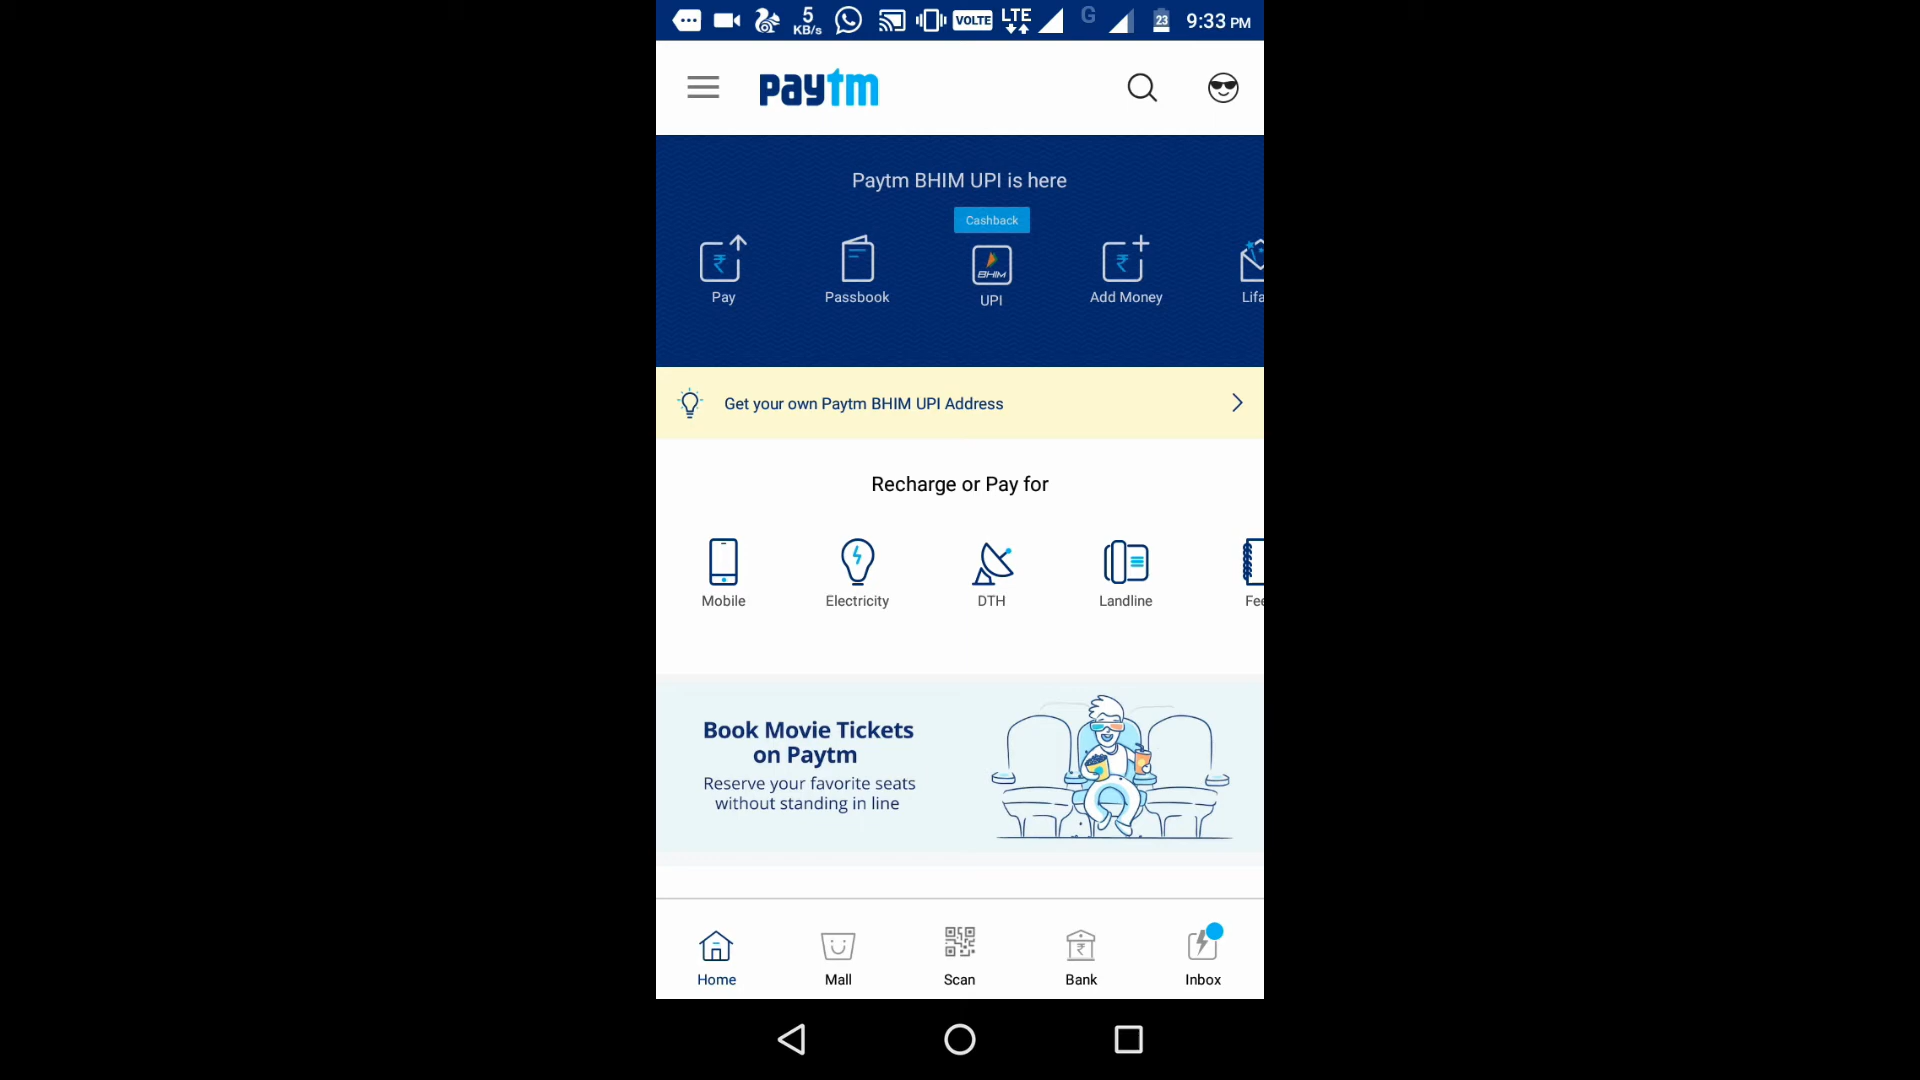 5
KB/s
VOLTE
LTE
G
23
9:33 PM
paytm
Paytm BHIM UPI is here
Cashback
BHIM
Pay
Passbook
UPI
Add Money
Lifa
Get your own Paytm BHIM UPI Address
Recharge or Pay for
Mobile
Electricity
DTH
Landline
Fee
Book Movie Tickets
on Paytm
Reserve your favorite seats
without standing in line
Home
Mall
Scan
Bank
Inbox